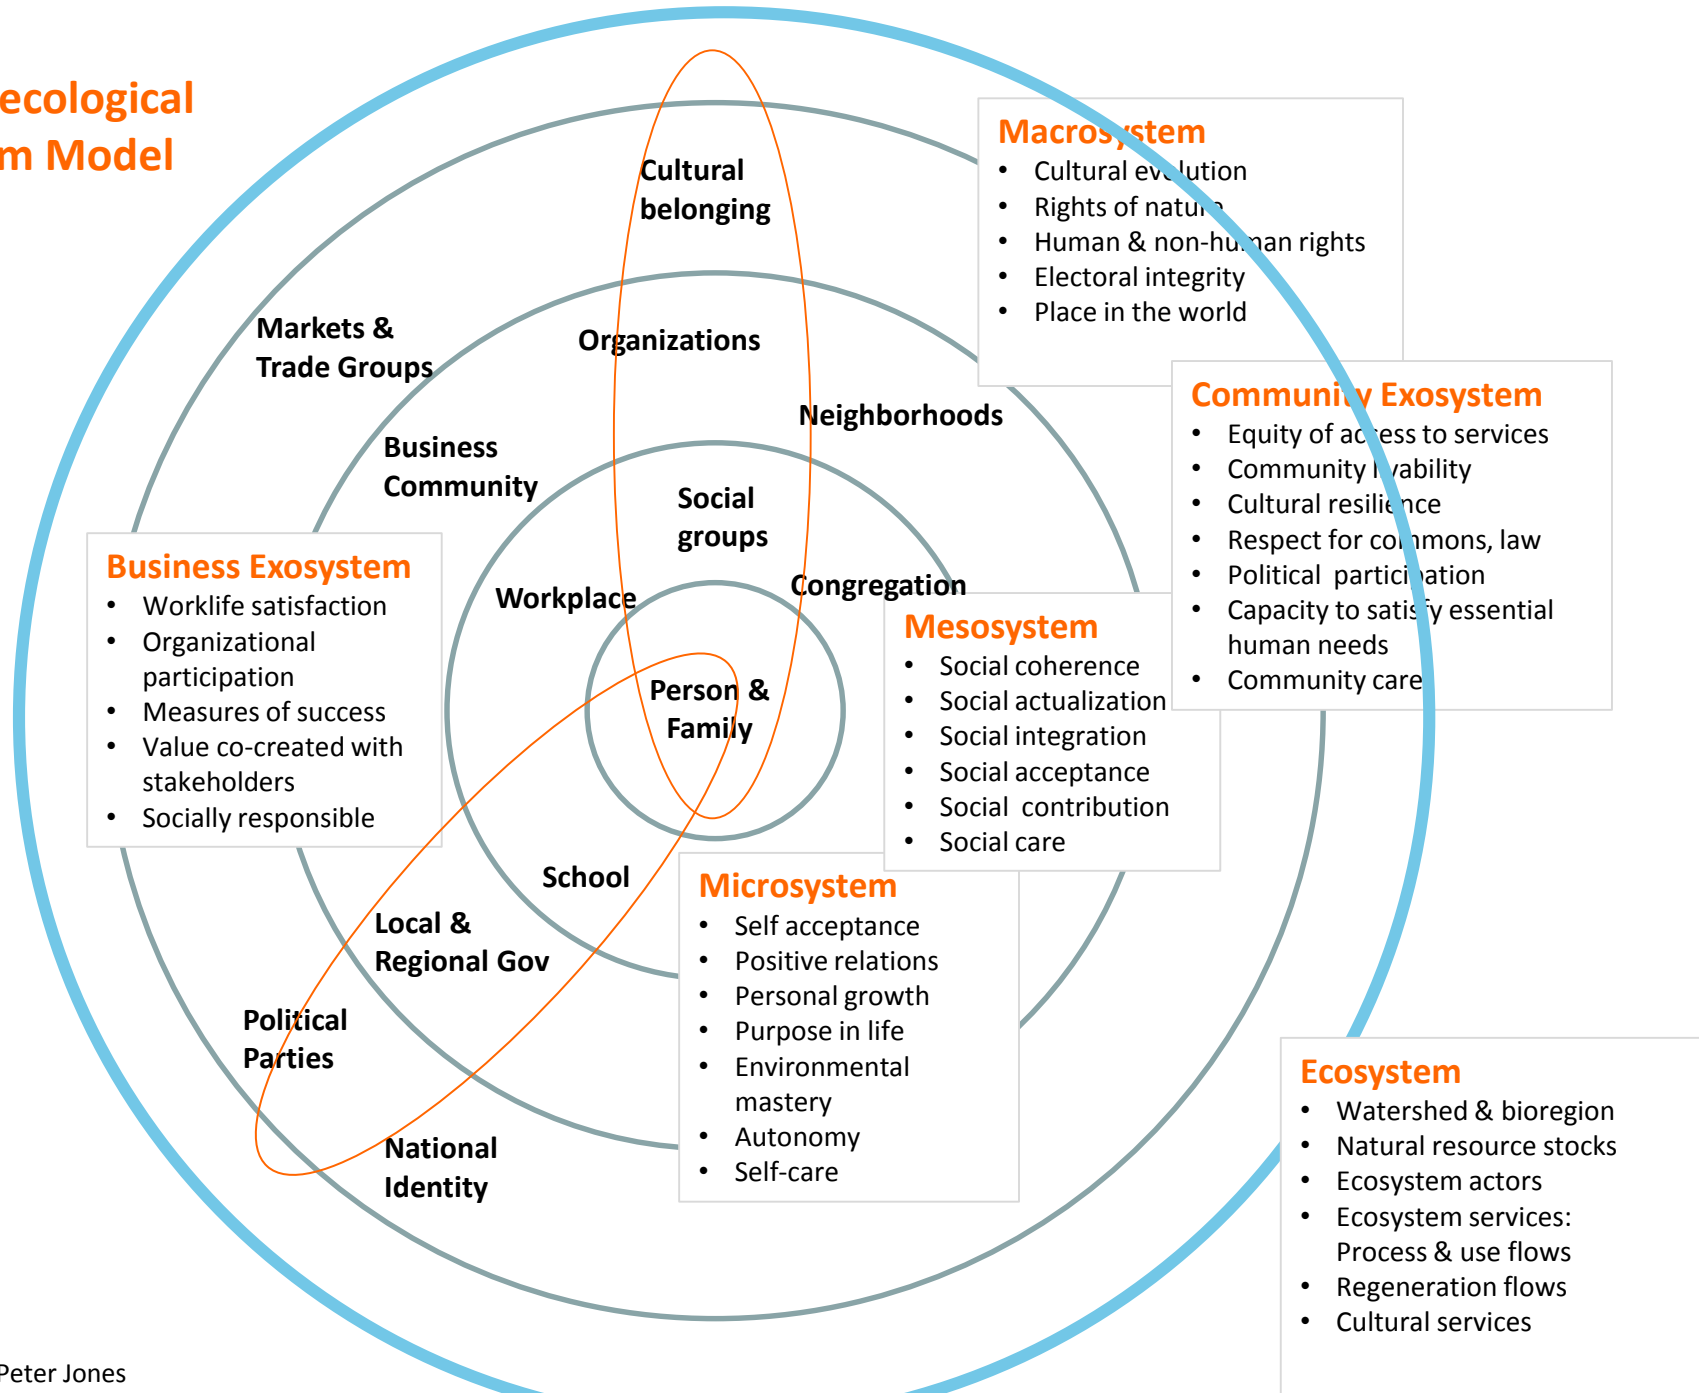 ecological
m Model
Cultural
belonging
Markets &
Trade Groups
Organizations
Neighborhoods
Business
Community
Social
groups
Workplace
Congregation
Person &
Family
School
Local &
Regional Gov
Political
Parties
National
Identity
Macrosystem
• Cultural evolution
• Rights of nature
• Human & non-human rights
• Electoral integrity
• Place in the world
Community Exosystem
• Equity of access to services
• Community livability
• Cultural resilience
• Respect for commons, law
• Political  participation
• Capacity to satisfy essential
human needs
• Community care
Business Exosystem
• Worklife satisfaction
• Organizational
participation
• Measures of success
• Value co-created with
stakeholders
• Socially responsible
Mesosystem
• Social coherence
• Social actualization
• Social integration
• Social acceptance
• Social  contribution
• Social care
Microsystem
• Self acceptance
• Positive relations
• Personal growth
• Purpose in life
• Environmental
mastery
• Autonomy
• Self-care
Ecosystem
• Watershed & bioregion
• Natural resource stocks
• Ecosystem actors
• Ecosystem services:
Process & use flows
• Regeneration flows
• Cultural services
Peter Jones